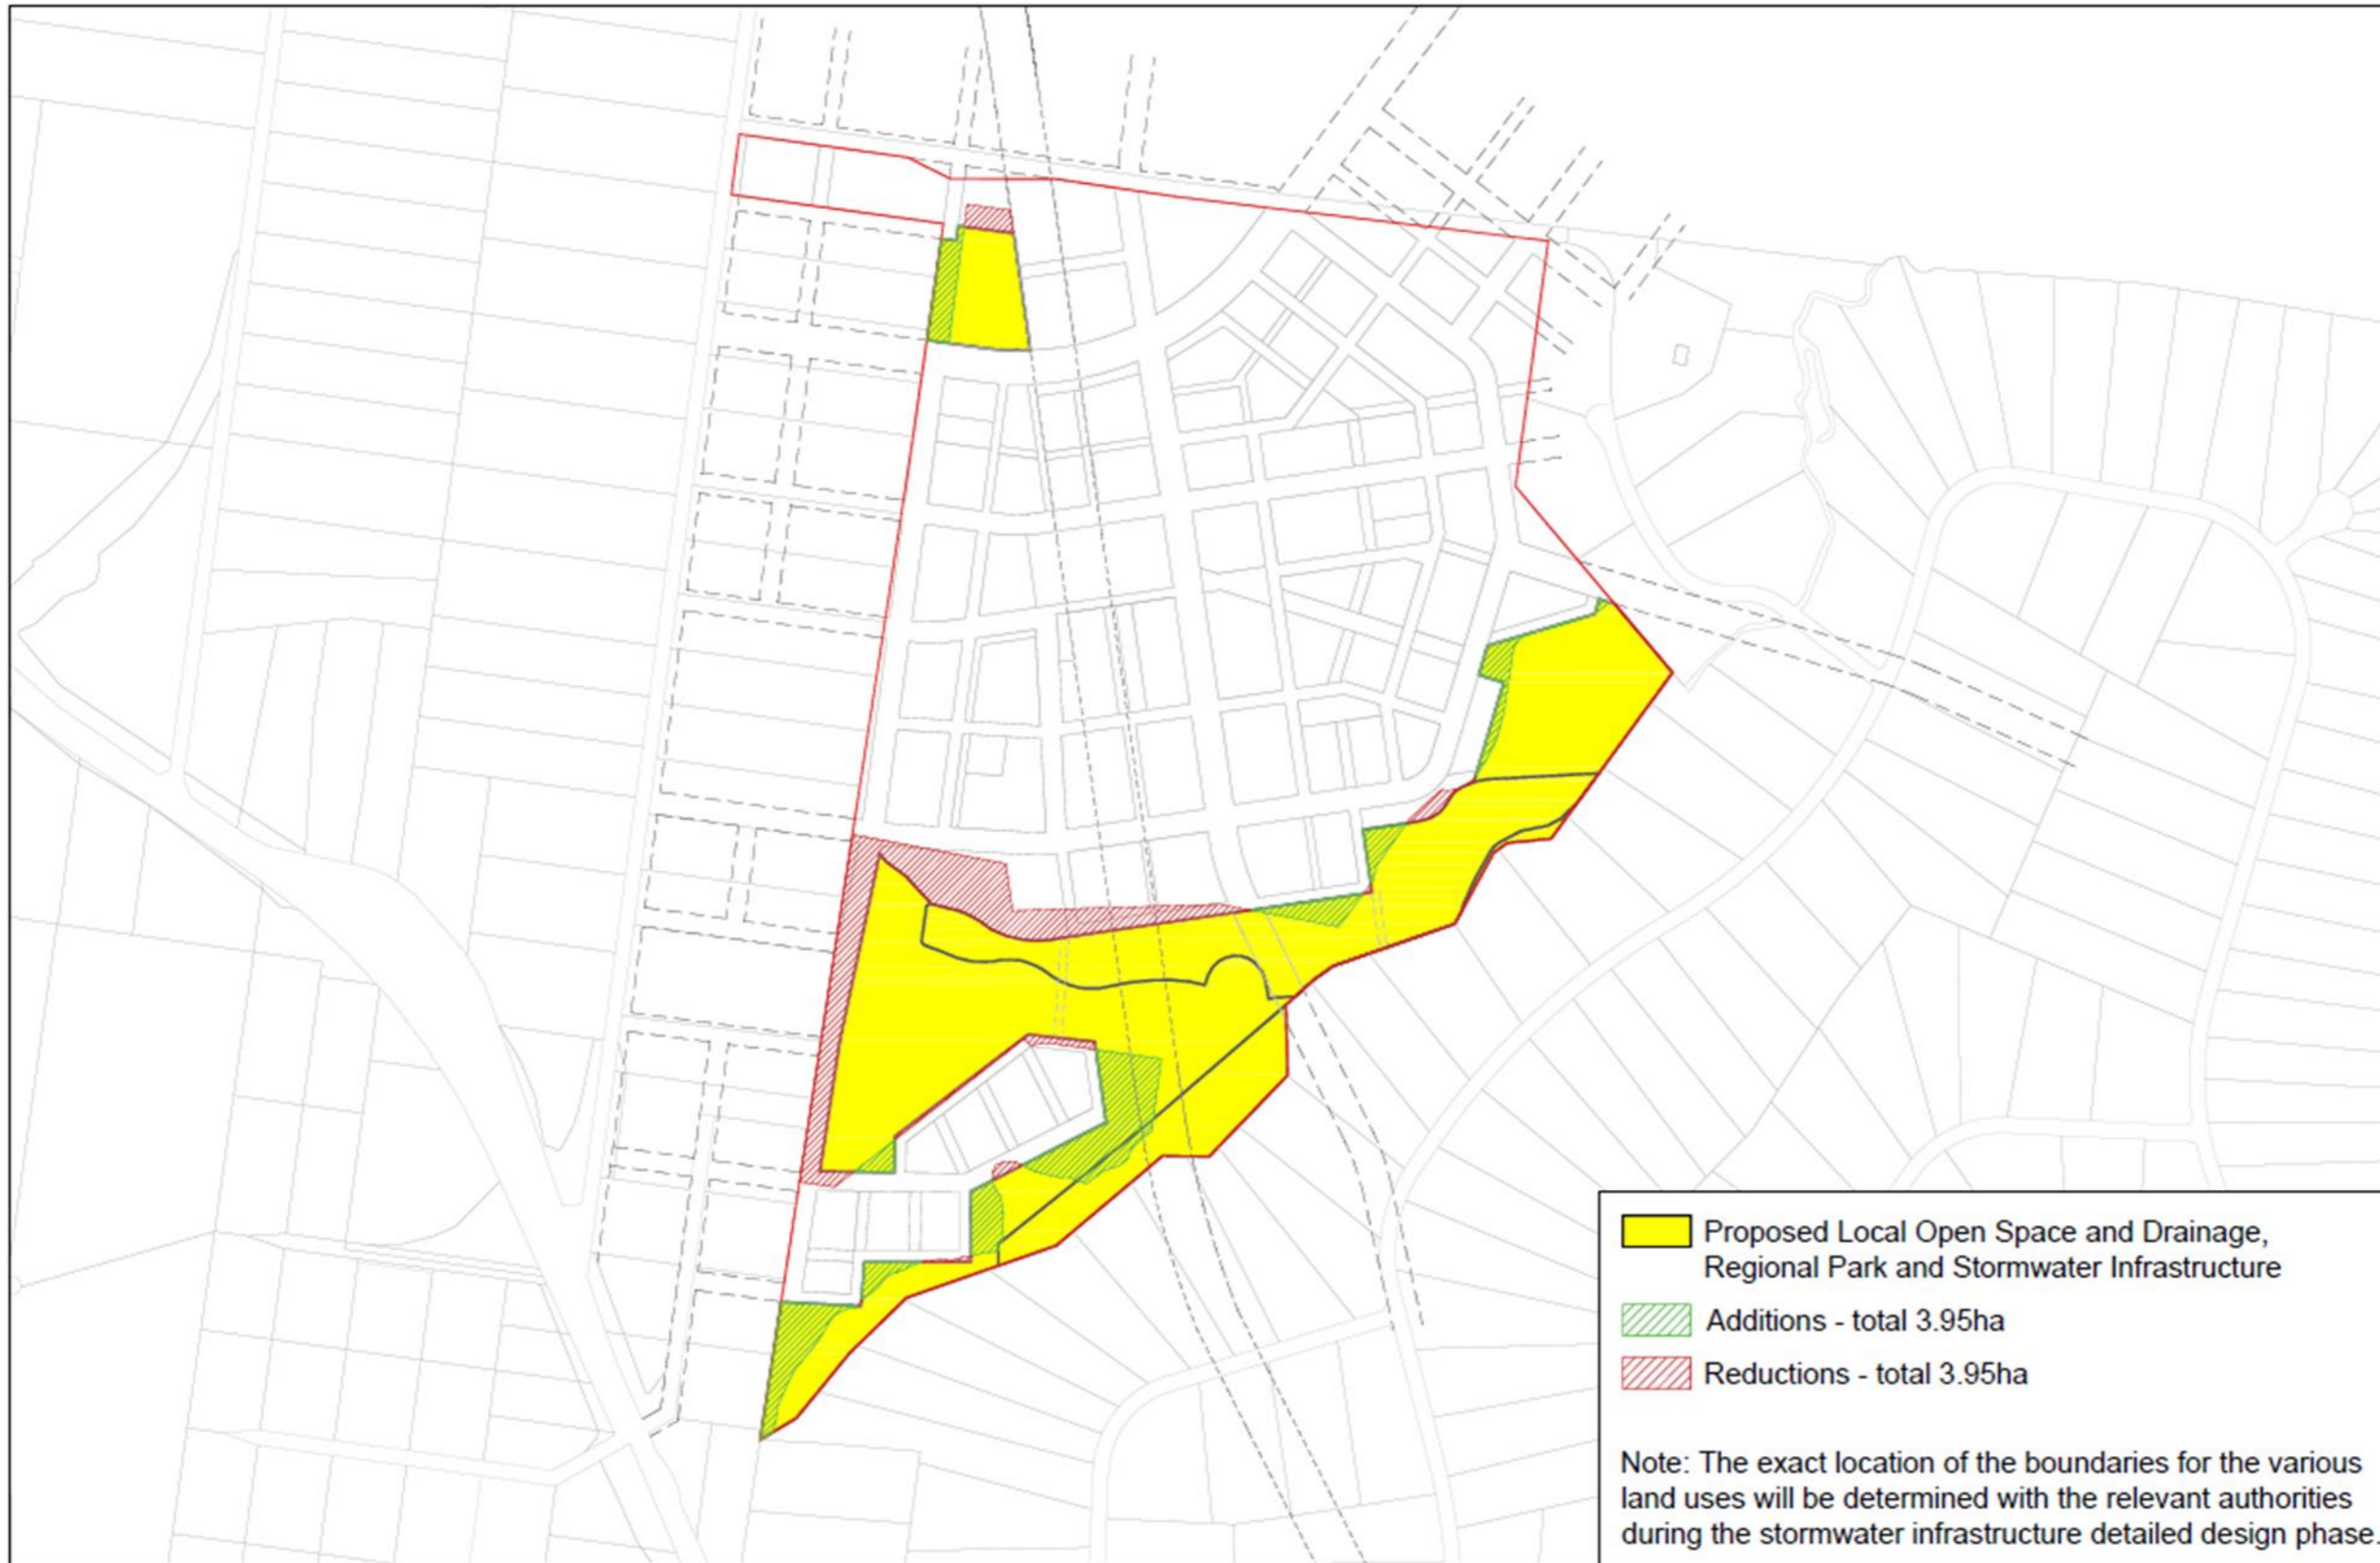 Proposed Local Open Space and Drainage,
Regional Park and Stormwater Infrastructure
Additions - total 3.95ha
Reductions - total 3.95ha
Note: The exact location of the boundaries for the various
land uses will be determined with the relevant authorities
during the stormwater infrastructure detailed design phase.